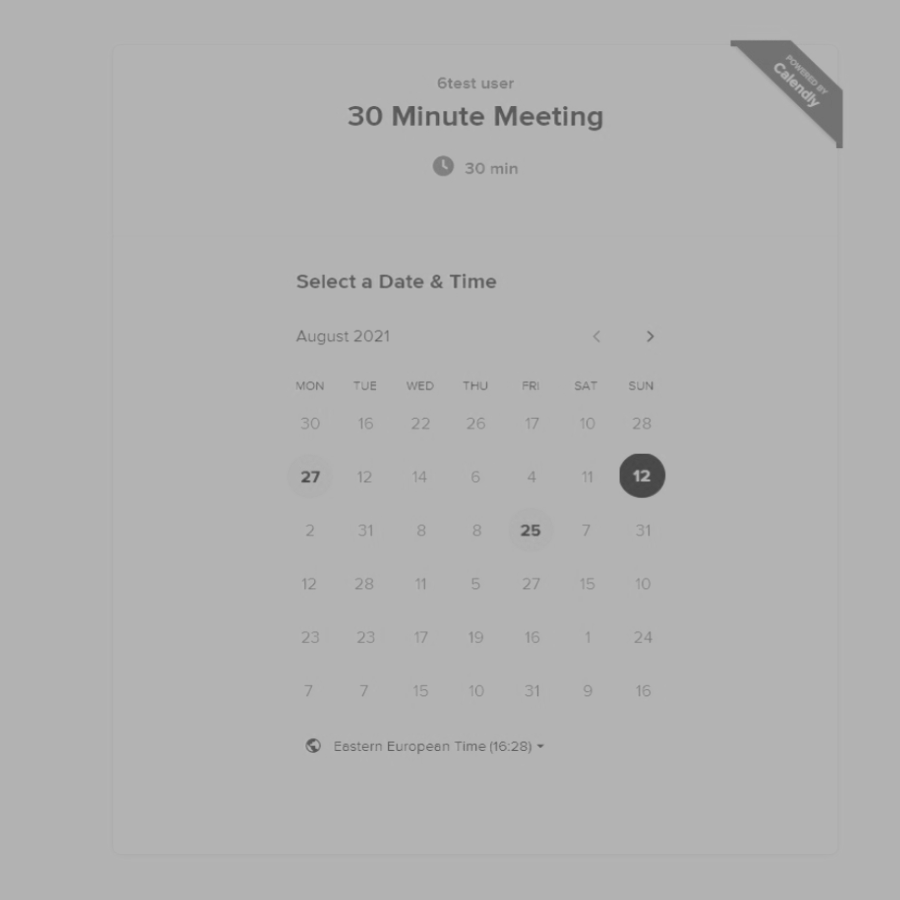 POWERED BY
Calendly
6test user
30 Minute Meeting
30 min
Select a Date & Time
August 2021
MON TUE WED THU FRI SAT SUN
30 16 22 26 17 10 28
27 12 14 6 4 11 12
2 31 8 8 25 7 31
12 28 11 5 27 15 10
23 23 17 19 16 1 24
7 7 15 10 31 9 16
Eastern European Time (16:28)